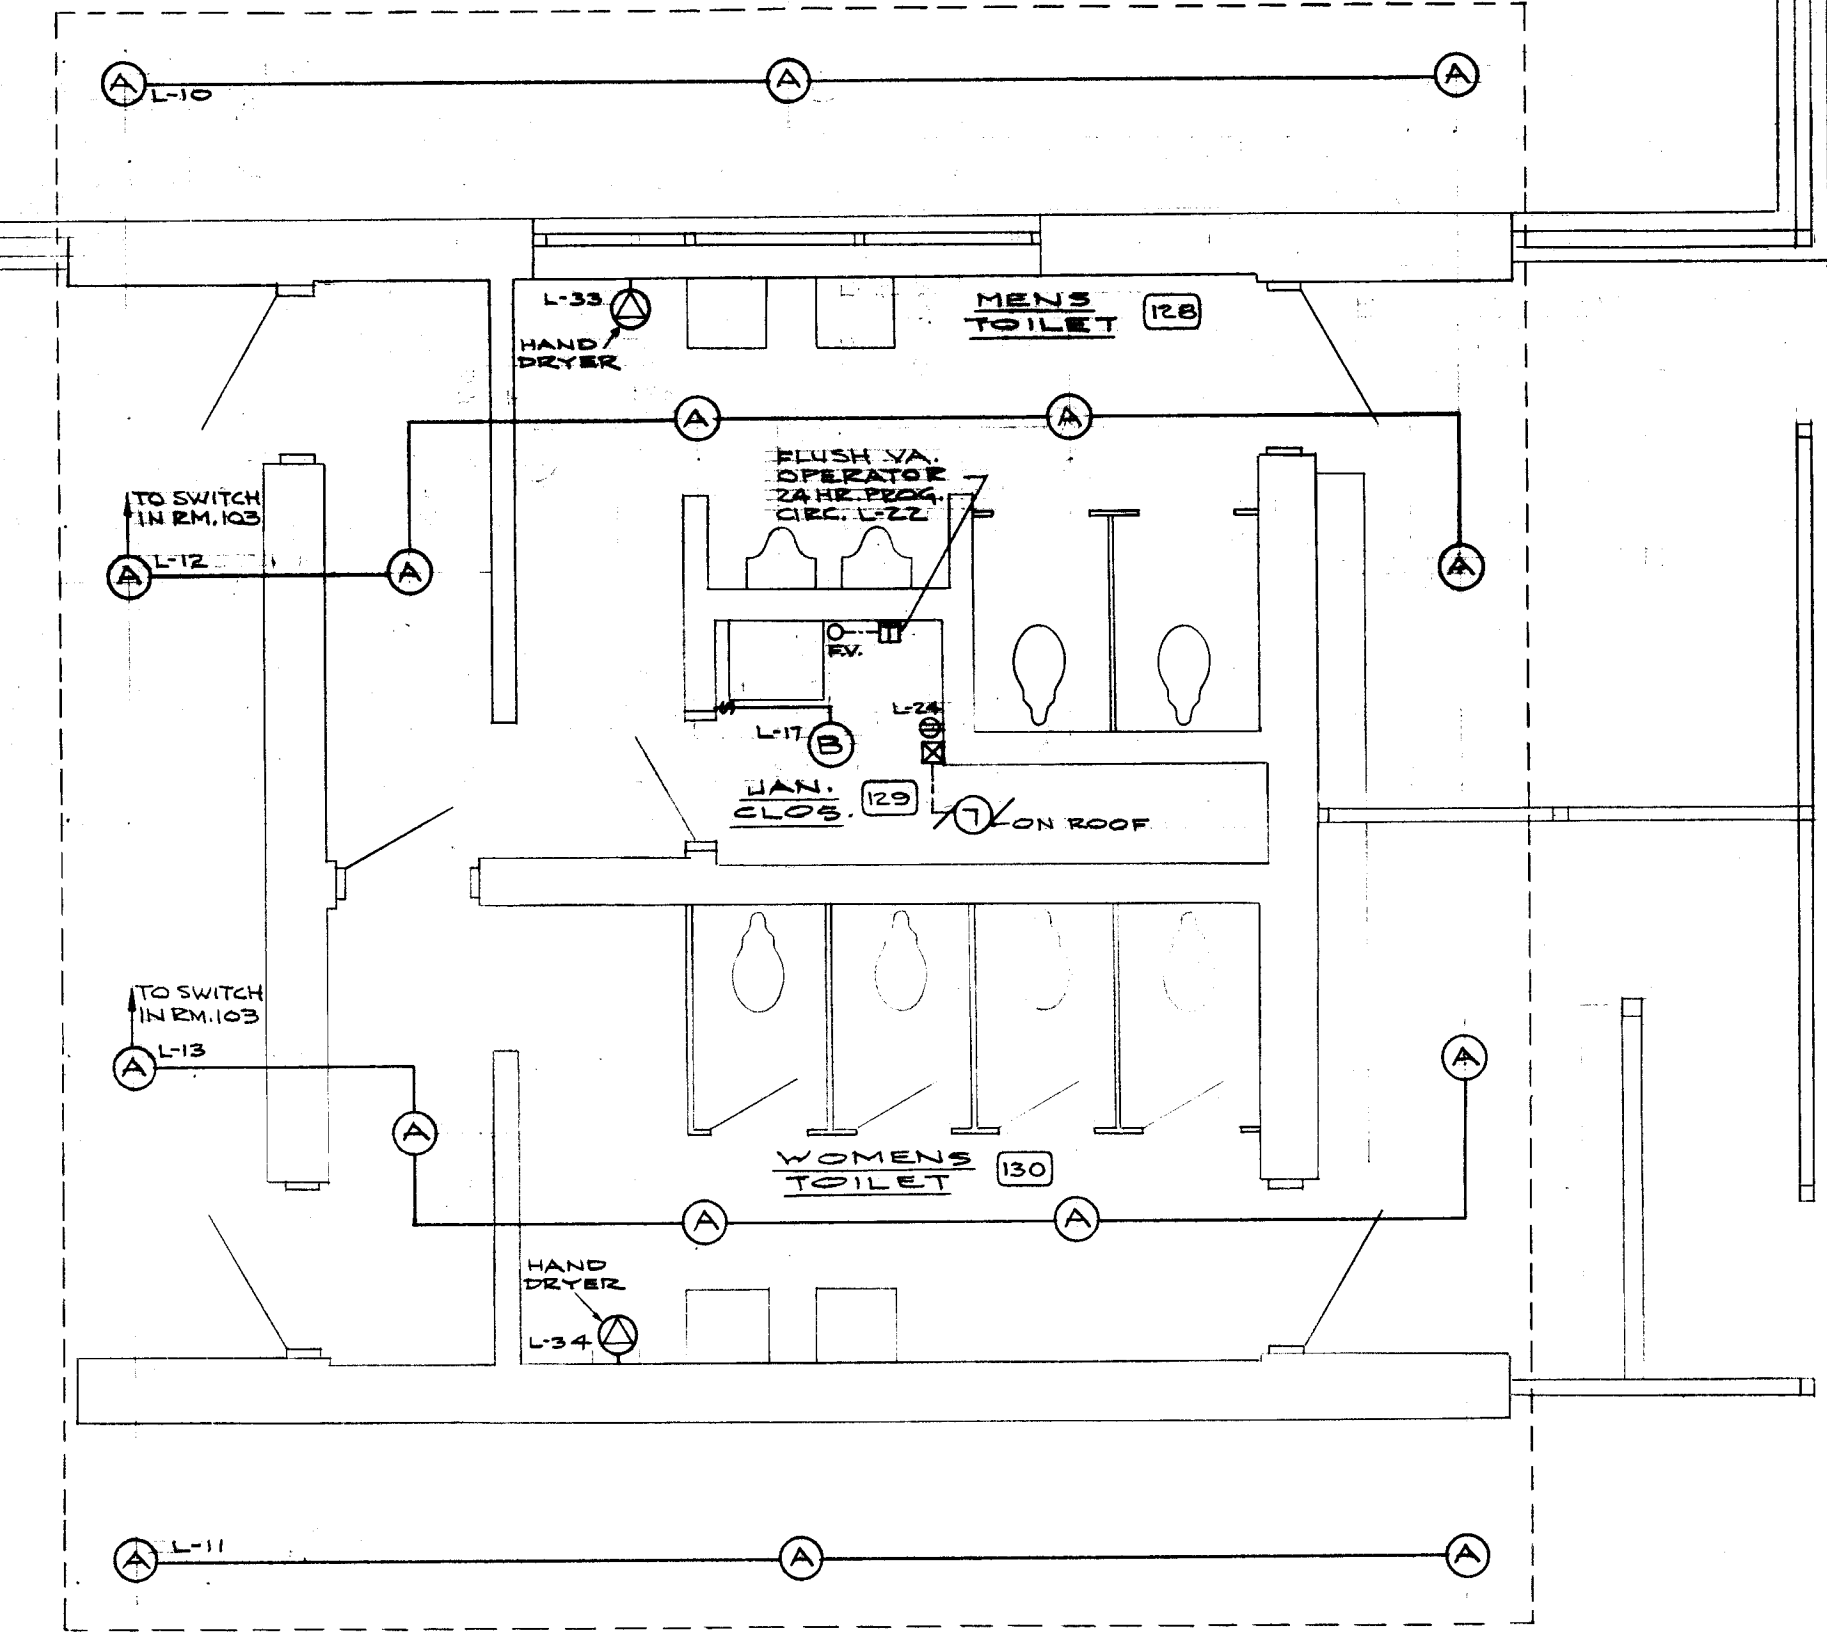 A
A
A
L-10
L-33
HAND
DRYER
MENS
TOILET
128
A
A
FLUSH VA.
OPERATOR
24 HR. PROG.
CIRC. L-22
TO SWITCH
IN RM. 103
L-12
A
A
A
F.V.
L-24
L-17
B
JAN.
CLOS.
129
7
ON ROOF
TO SWITCH
IN RM. 103
L-13
A
A
A
WOMENS
TOILET
130
A
A
HAND
DRYER
L-34
L-11
A
A
A